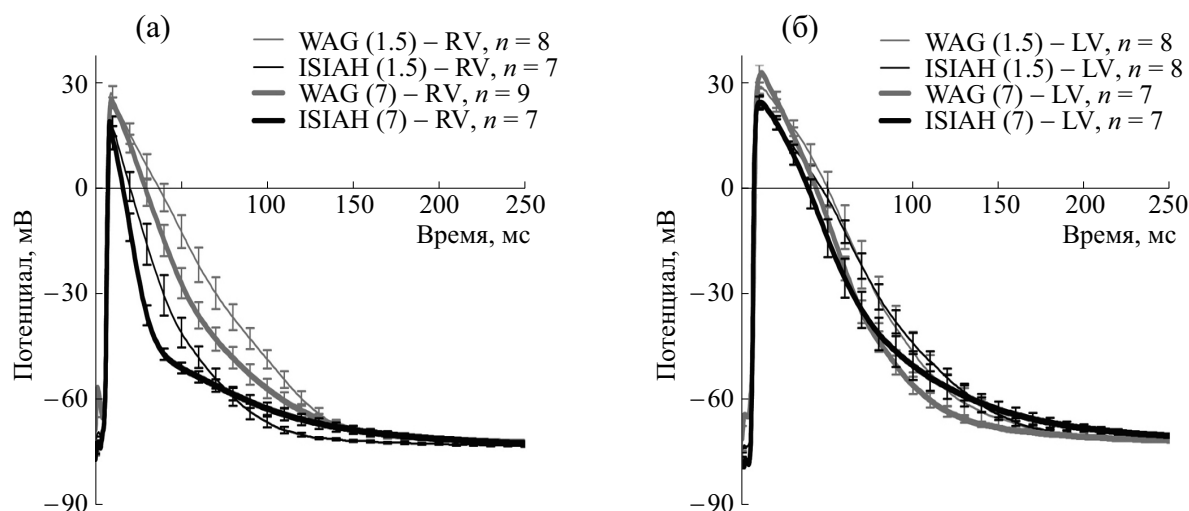 (а)
WAG (1.5) – RV, n = 8
ISIAH (1.5) – RV, n = 7
WAG (7) – RV, n = 9
ISIAH (7) – RV, n = 7
30
0
–30
–60
–90
100
150
200
250
Время, мс
Потенциал, мВ
(б)
WAG (1.5) – LV, n = 8
ISIAH (1.5) – LV, n = 8
WAG (7) – LV, n = 7
ISIAH (7) – LV, n = 7
30
0
–30
–60
–90
100
150
200
250
Время, мс
Потенциал, мВ